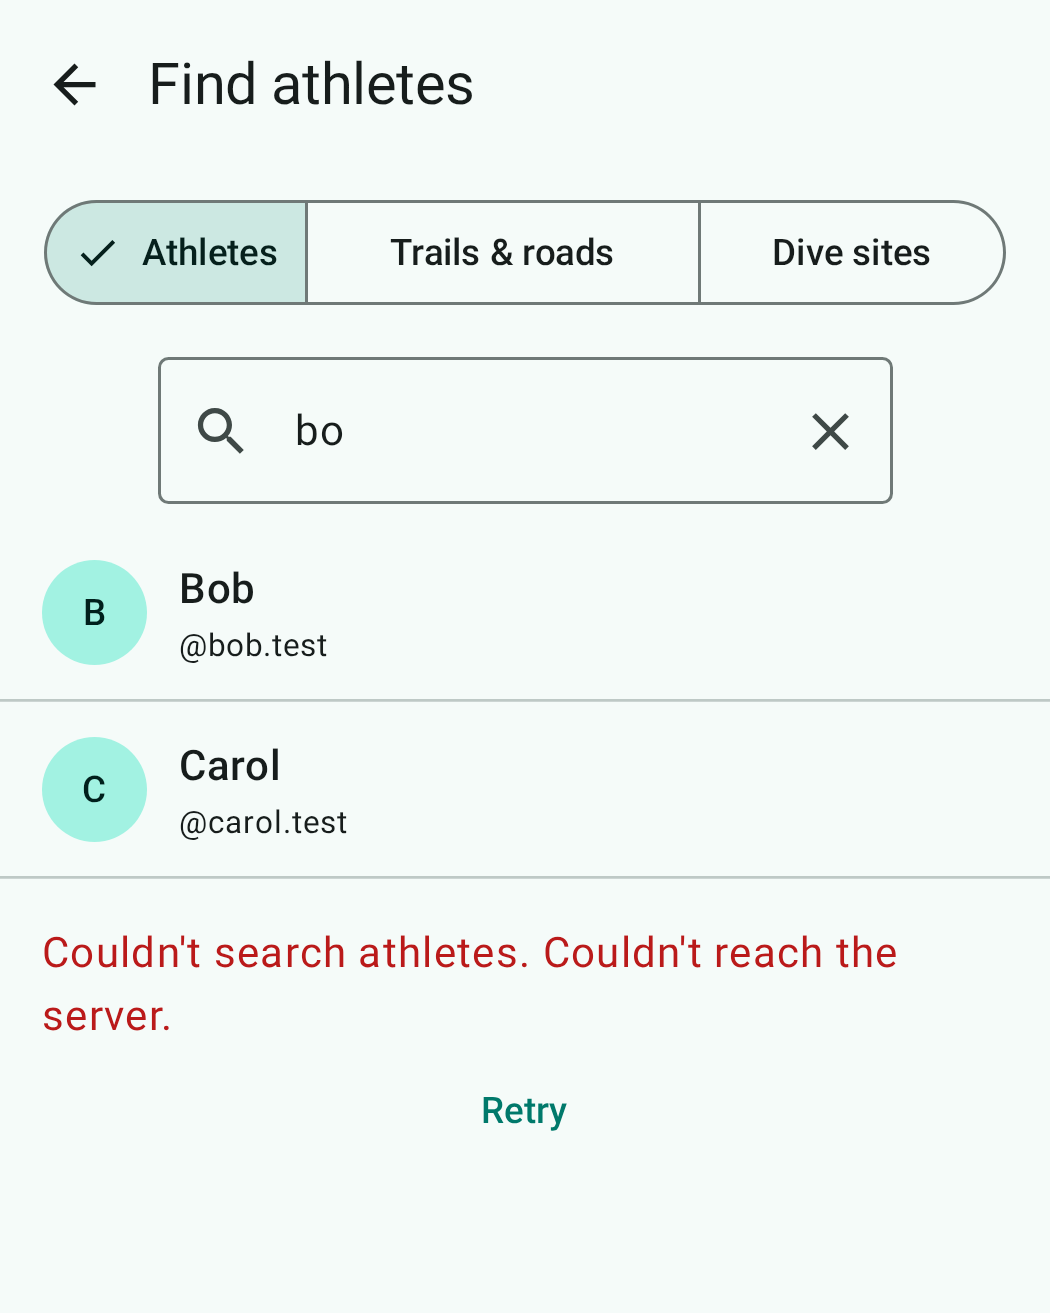 Find athletes
Athletes
Trails & roads
Dive sites
bo
B
Bob
@bob.test
C
Carol
@carol.test
Couldn't search athletes. Couldn't reach the
server.
Retry